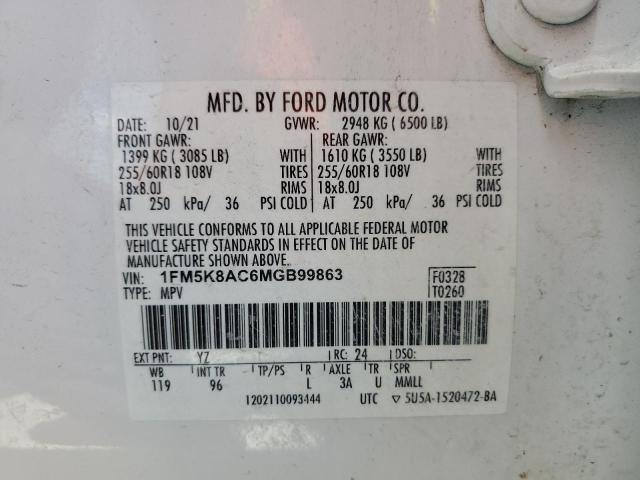 MFD. BY FORD MOTOR CO.
DATE: 10/21 GVWR: 2948 KG ( 6500 LB)
FRONT GAWR: REAR GAWR:
1399 KG ( 3085 LB) WITH 1610 KG ( 3550 LB) WITH
255/60R18 108V TIRES 255/60R18 108V TIRES
18x8.0J RIMS 18x8.0J RIMS
AT 250 kPa/ 36 PSI COLD AT 250 kPa/ 36 PSI COLD
THIS VEHICLE CONFORMS TO ALL APPLICABLE FEDERAL MOTOR
VEHICLE SAFETY STANDARDS IN EFFECT ON THE DATE OF
MANUFACTURE SHOWN ABOVE.
VIN: 1FM5K8AC6MGB99863 F0328
TYPE: MPV T0260
EXT PNT: YZ RC: 24 DSO:
WB INT TR TP/PS R AXLE TR SPR
119 96 L 3A U MMLL
1202110093444 UTC ▽ 5U5A-1520472-BA